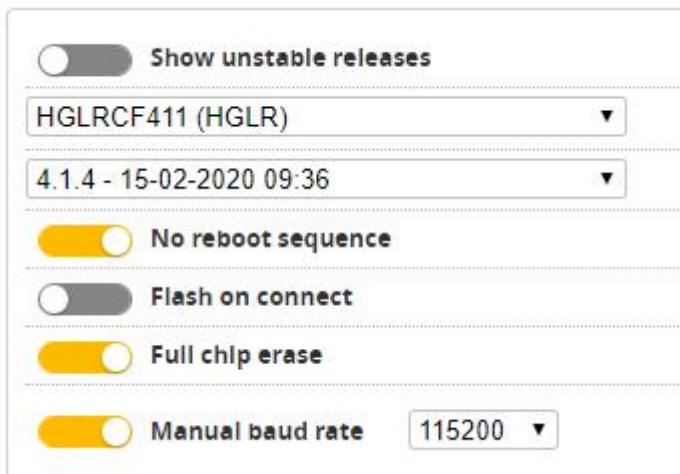 Show unstable releases
HGLRCF411 (HGLR)
4.1.4 - 15-02-2020 09:36
No reboot sequence
Flash on connect
Full chip erase
Manual baud rate 115200